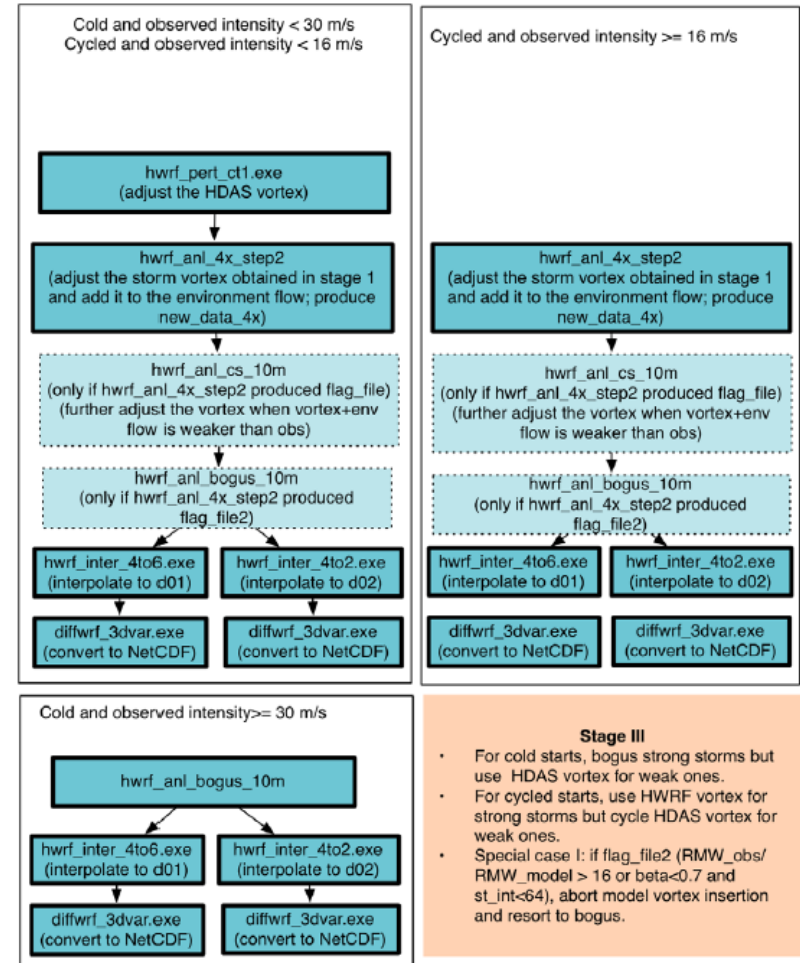 Cold and observed intensity < 30 m/s
Cycled and observed intensity < 16 m/s
hwrf_pert_ct1.exe
(adjust the HDAS vortex)
hwrf_anl_4x_step2
(adjust the storm vortex obtained in stage 1
and add it to the environment flow; produce
new_data_4x)
hwrf_anl_cs_10m
(only if hwrf_anl_4x_step2 produced flag_file)
(further adjust the vortex when vortex+env
flow is weaker than obs)
hwrf_anl_bogus_10m
(only if hwrf_anl_4x_step2 produced
flag_file2)
hwrf_inter_4to6.exe
(interpolate to d01)
hwrf_inter_4to2.exe
(interpolate to d02)
diffwrf_3dvar.exe
(convert to NetCDF)
diffwrf_3dvar.exe
(convert to NetCDF)
Cycled and observed intensity >= 16 m/s
hwrf_anl_4x_step2
(adjust the storm vortex obtained in stage 1
and add it to the environment flow; produce
new_data_4x)
hwrf_anl_cs_10m
(only if hwrf_anl_4x_step2 produced flag_file)
(further adjust the vortex when vortex+env
flow is weaker than obs)
hwrf_anl_bogus_10m
(only if hwrf_anl_4x_step2 produced
flag_file2)
hwrf_inter_4to6.exe
(interpolate to d01)
hwrf_inter_4to2.exe
(interpolate to d02)
diffwrf_3dvar.exe
(convert to NetCDF)
diffwrf_3dvar.exe
(convert to NetCDF)
Cold and observed intensity>= 30 m/s
hwrf_anl_bogus_10m
hwrf_inter_4to6.exe
(interpolate to d01)
hwrf_inter_4to2.exe
(interpolate to d02)
diffwrf_3dvar.exe
(convert to NetCDF)
diffwrf_3dvar.exe
(convert to NetCDF)
Stage III
• For cold starts, bogus strong storms but
use HDAS vortex for weak ones.
• For cycled starts, use HWRF vortex for
strong storms but cycle HDAS vortex for
weak ones.
• Special case I: if flag_file2 (RMW_obs/
RMW_model > 16 or beta<0.7 and
st_int<64), abort model vortex insertion
and resort to bogus.